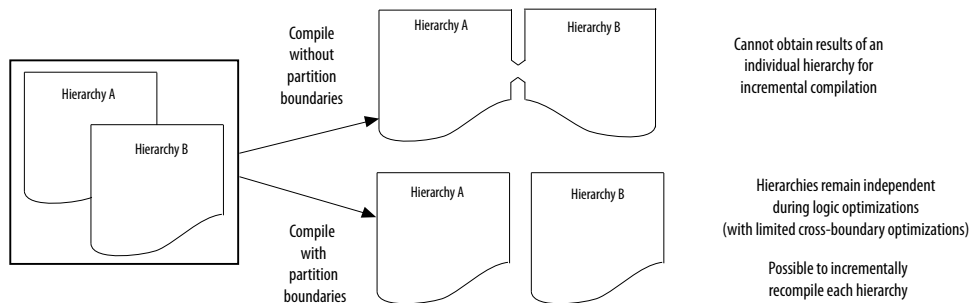 Hierarchy A
Hierarchy B
Compile
without
partition
boundaries
Hierarchy A
Hierarchy B
Cannot obtain results of an
individual hierarchy for
incremental compilation
Compile
with
partition
boundaries
Hierarchy A
Hierarchy B
Hierarchies remain independent
during logic optimizations
(with limited cross-boundary optimizations)
Possible to incrementally
recompile each hierarchy